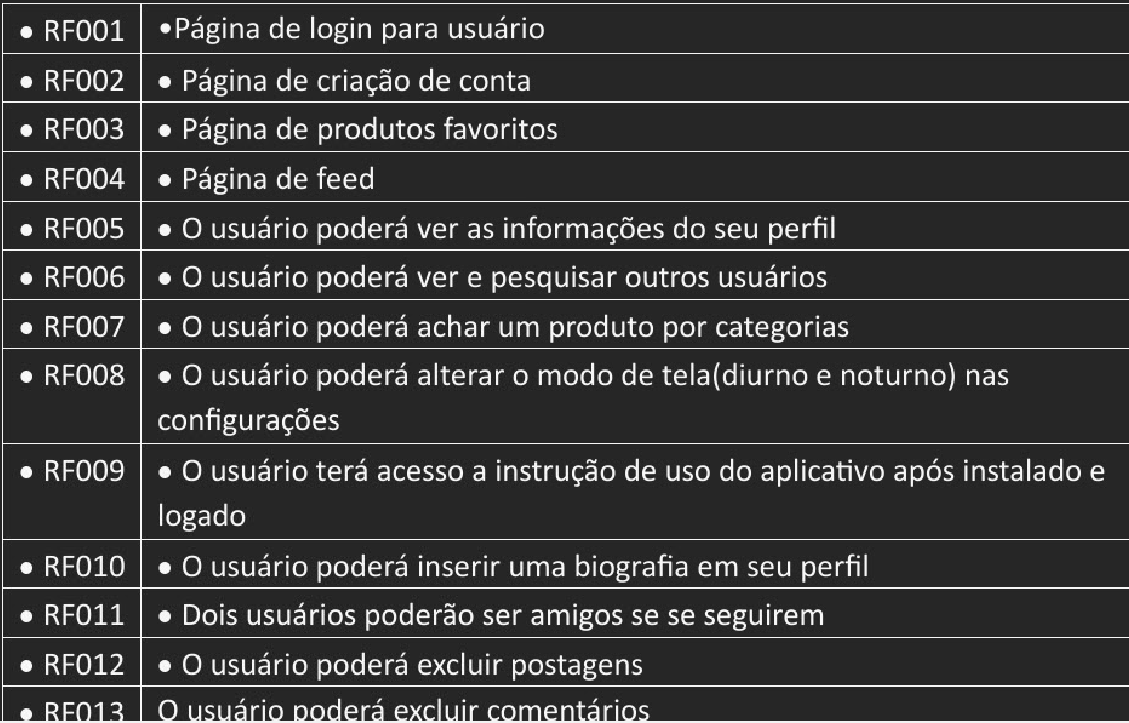 • RF001 •Página de login para usuário
• RF002 • Página de criação de conta
• RF003 • Página de produtos favoritos
• RF004 • Página de feed
• RF005 • O usuário poderá ver as informações do seu perfil
• RF006 • O usuário poderá ver e pesquisar outros usuários
• RF007 • O usuário poderá achar um produto por categorias
• RF008 • O usuário poderá alterar o modo de tela(diurno e noturno) nas
configurações
• RF009 • O usuário terá acesso a instrução de uso do aplicativo após instalado e
logado
• RF010 • O usuário poderá inserir uma biografia em seu perfil
• RF011 • Dois usuários poderão ser amigos se se seguirem
• RF012 • O usuário poderá excluir postagens
• RF013 O usuário poderá excluir comentários